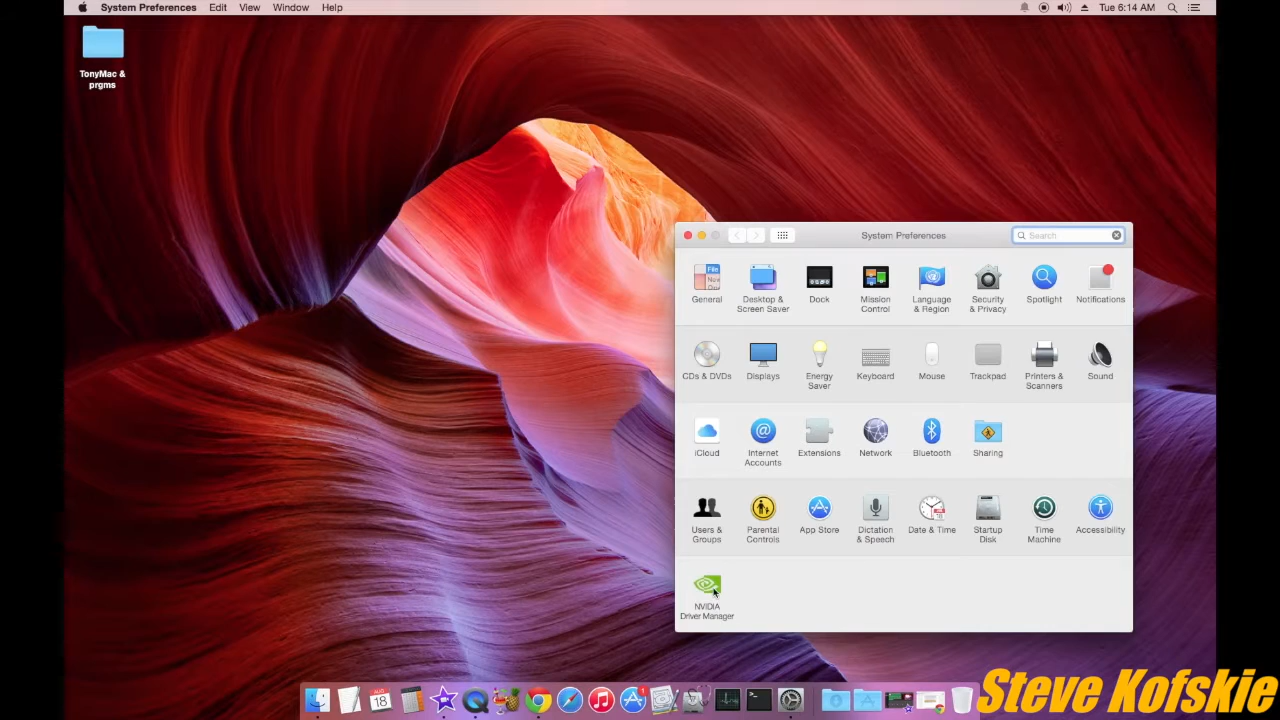 System Preferences Edit View Window Help
Tue 6:14 AM
TonyMac &
prgms
System Preferences
Search
General
Desktop &
Screen Saver
Dock
Mission
Control
Language
& Region
Security
& Privacy
Spotlight
Notifications
CDs & DVDs
Displays
Energy
Saver
Keyboard
Mouse
Trackpad
Printers &
Scanners
Sound
iCloud
Internet
Accounts
Extensions
Network
Bluetooth
Sharing
Users &
Groups
Parental
Controls
App Store
Dictation
& Speech
Date & Time
Startup
Disk
Time
Machine
Accessibility
NVIDIA
Driver Manager
18
Steve Kofskie